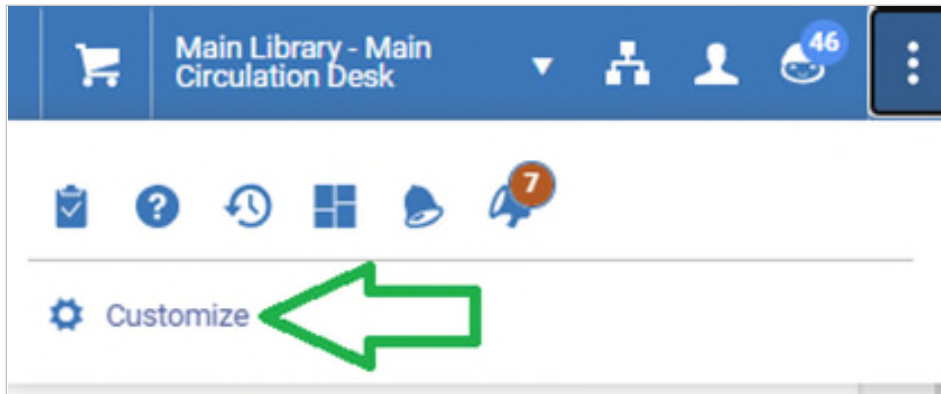 Main Library - Main
Circulation Desk
46
?
7
Customize